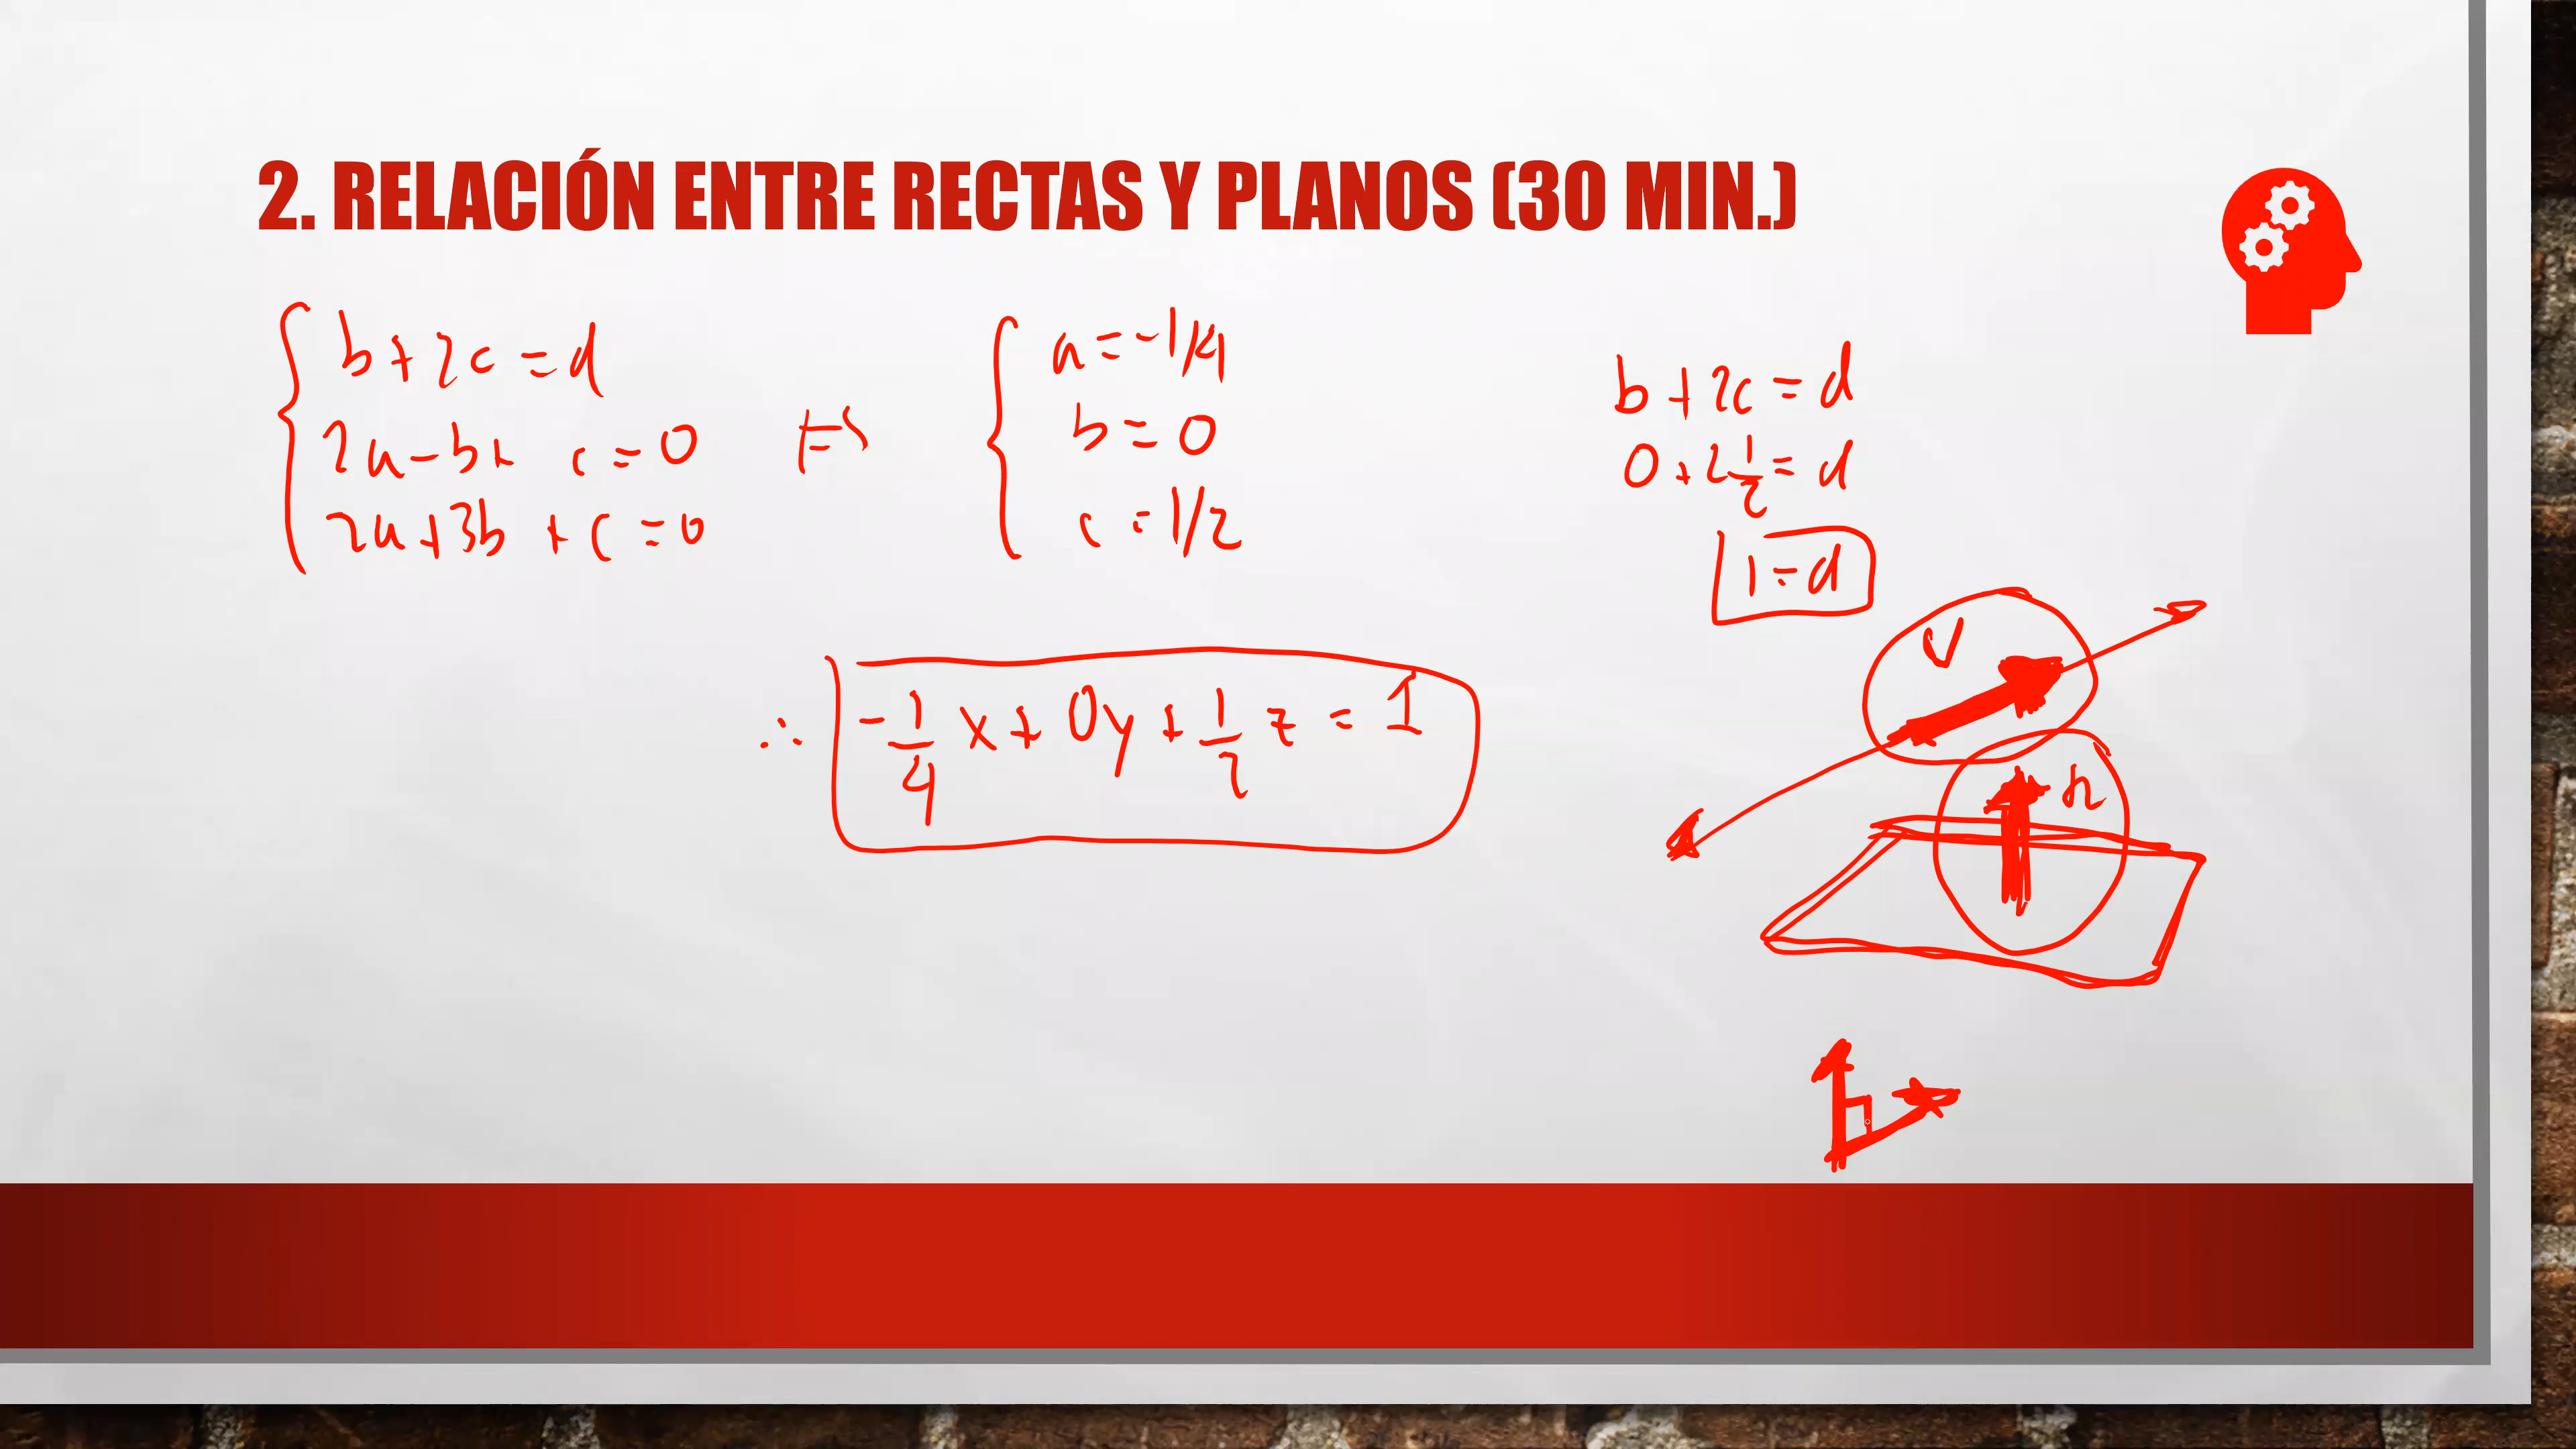 2. RELACIÓN ENTRE RECTAS Y PLANOS (30 MIN.)
b+2c=d
2a-b+ c=0
2a+3b +c=0
⇒
a=-1/4
b=0
c=1/2
b+2c=d
0+2 1/2=d
1=d
∴ -1/4 x+0y+1/2 z=1
v
n